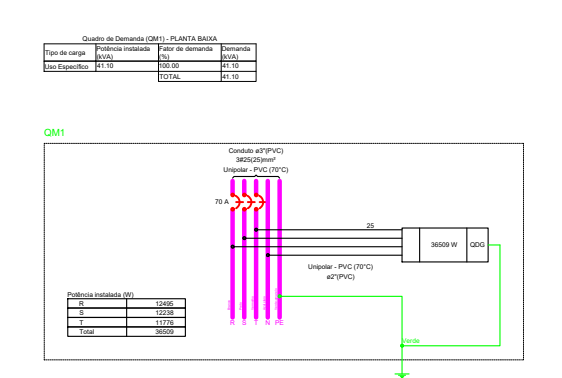 Quadro de Demanda (QM1) - PLANTA BAIXA
Tipo de carga Potência instalada (kVA) Fator de demanda (%) Demanda (kVA)
Uso Específico 41.10 100.00 41.10
TOTAL 41.10
QM1
Conduto ø3"(PVC)
3#25(25)mm²
Unipolar - PVC (70°C)
70 A
25
36509 W QDG
Unipolar - PVC (70°C)
ø2"(PVC)
Potência instalada (W)
R 12495
S 12238
T 11776
Total 36509
R S T N PE
Verde